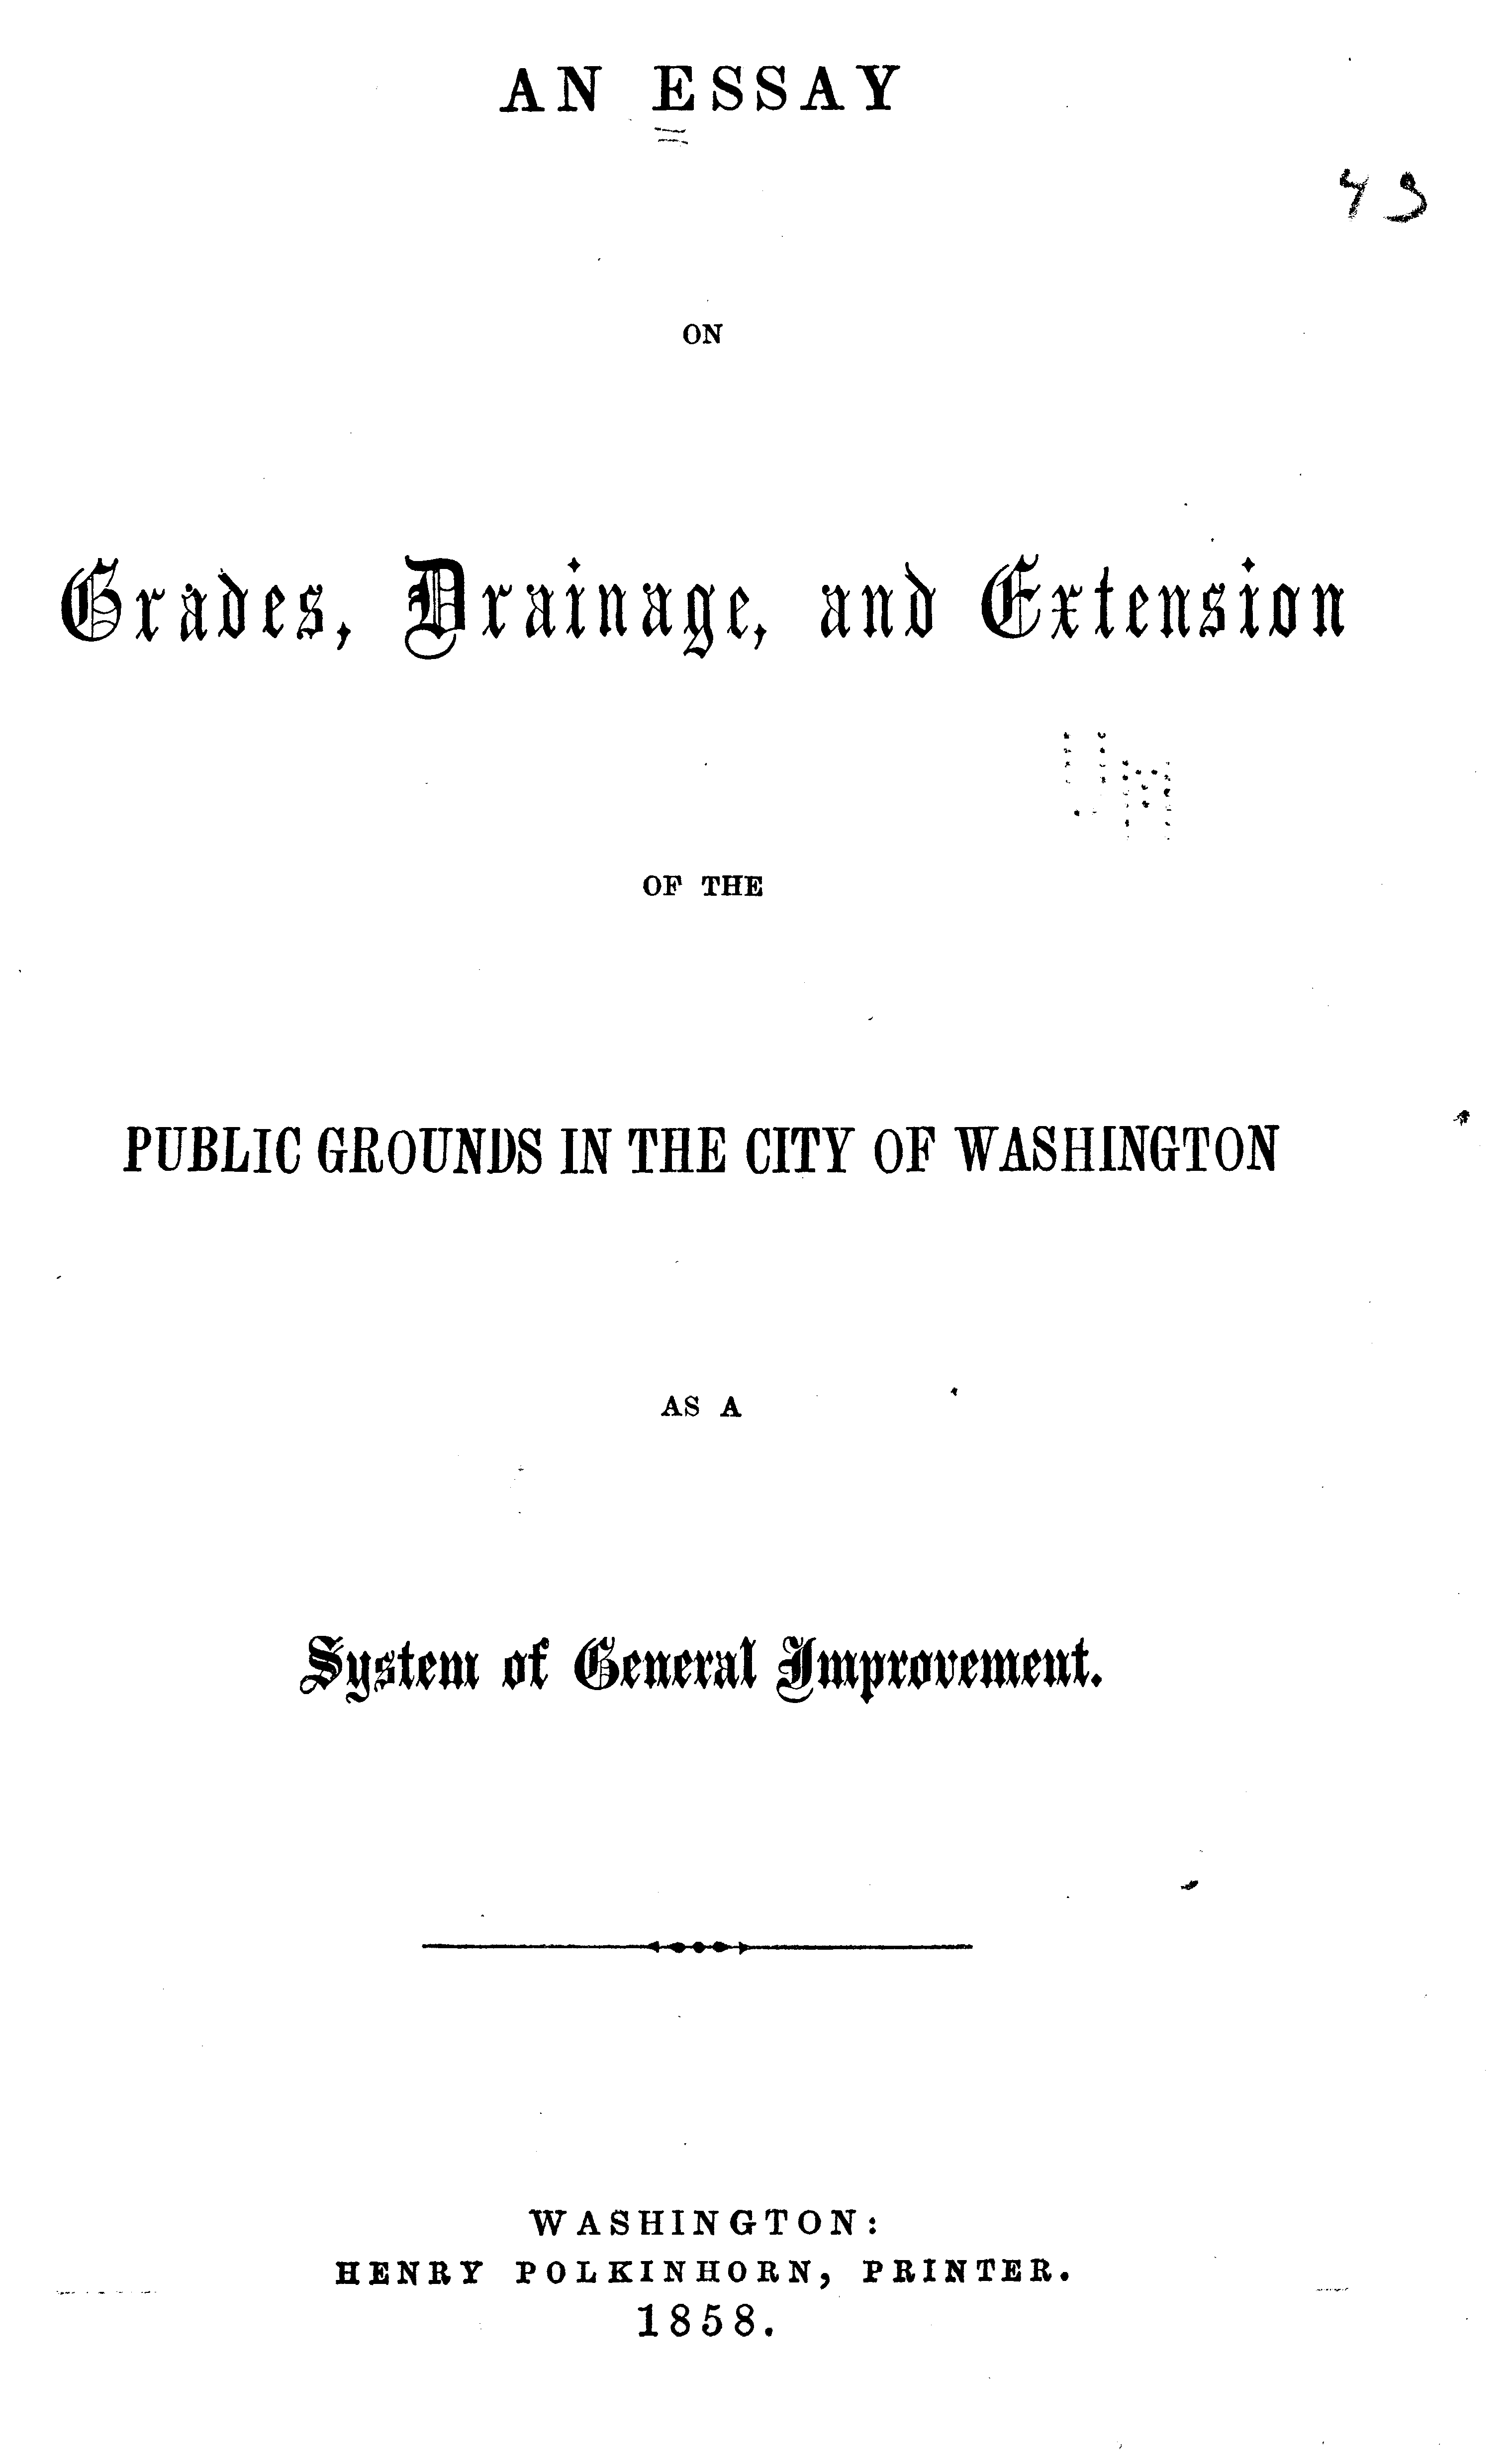 AN ESSAY
ON
Grades, Drainage, and Extension
OF THE
PUBLIC GROUNDS IN THE CITY OF WASHINGTON
AS A
System of General Improvement.
WASHINGTON:
HENRY POLKINHORN, PRINTER.
1858.